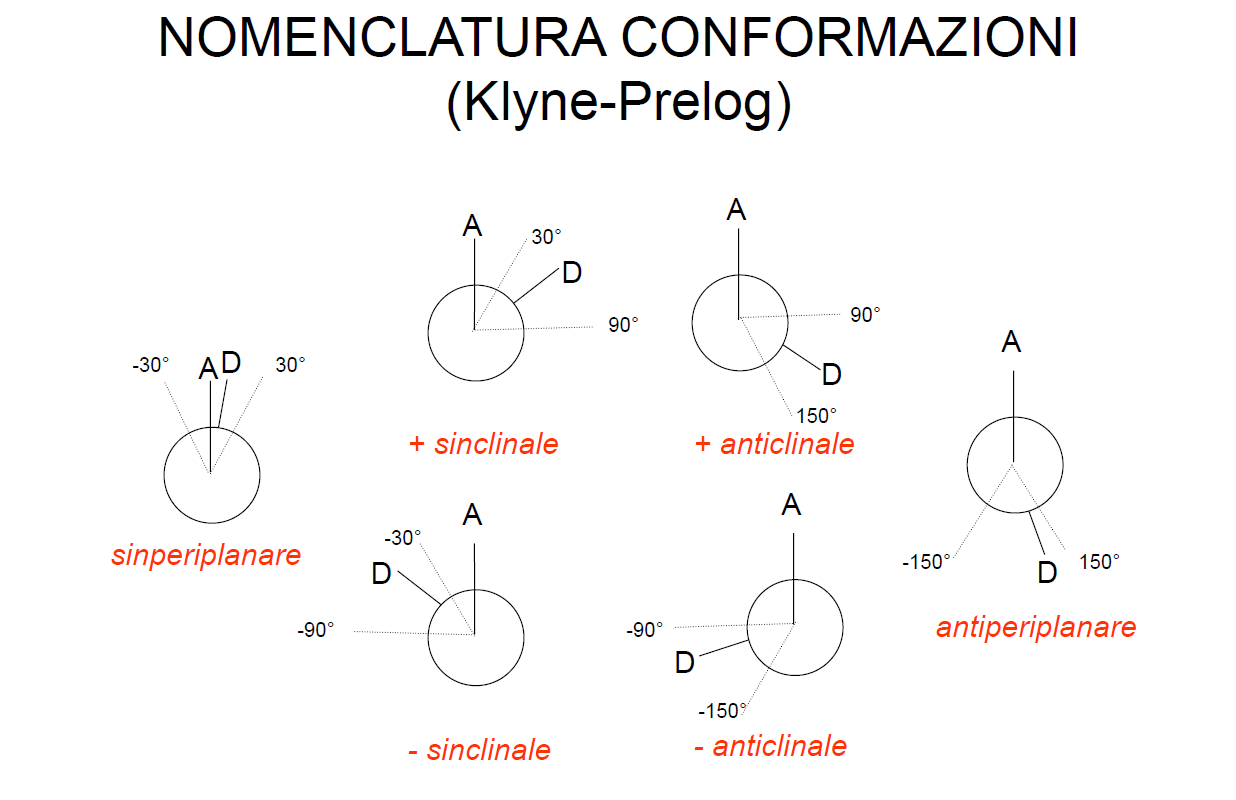 NOMENCLATURA CONFORMAZIONI
(Klyne-Prelog)
A
30°
D
90°
+ sinclinale
A
90°
D
150°
+ anticlinale
-30°
A D
30°
sinperiplanare
A
-150°
D
150°
antiperiplanare
A
-30°
D
-90°
- sinclinale
A
-90°
D
-150°
- anticlinale